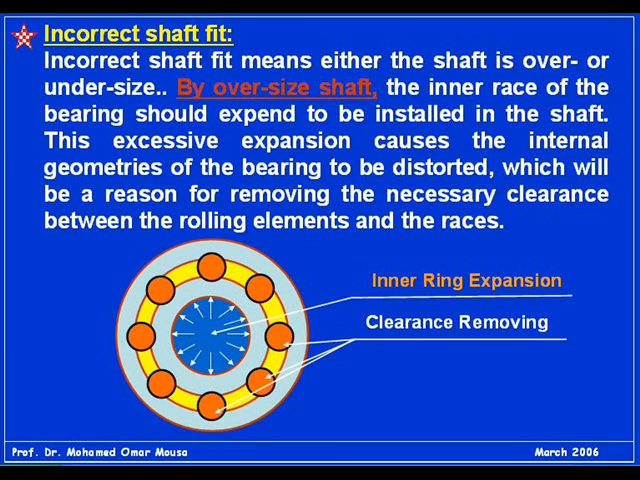 Incorrect shaft fit:
Incorrect shaft fit means either the shaft is over- or
under-size.. By over-size shaft, the inner race of the
bearing should expend to be installed in the shaft.
This excessive expansion causes the internal
geometries of the bearing to be distorted, which will
be a reason for removing the necessary clearance
between the rolling elements and the races.
Inner Ring Expansion
Clearance Removing
Prof. Dr. Mohamed Omar Mousa
March 2006